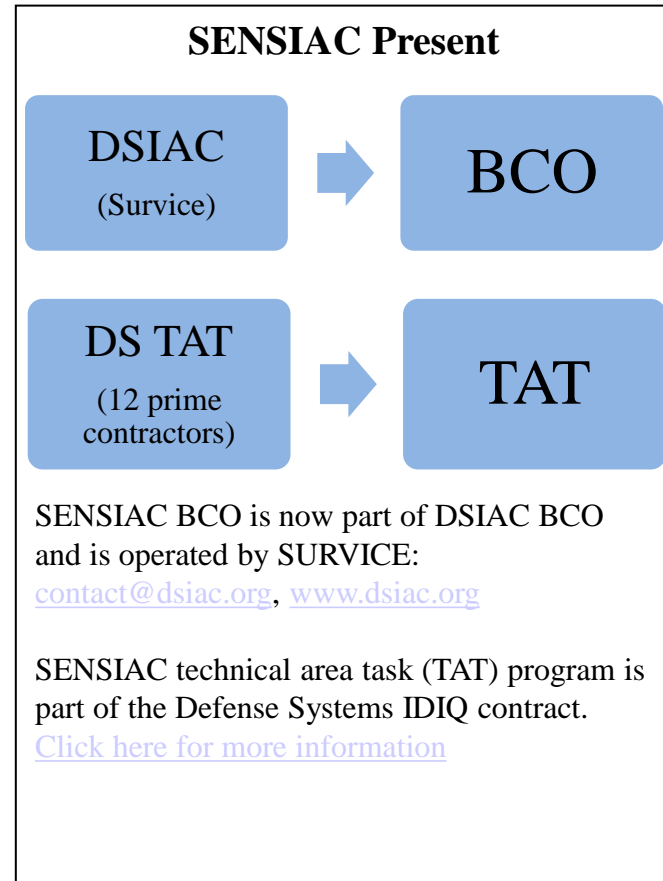 SENSIAC Present
DSIAC
(Survice)
BCO
DS TAT
(12 prime
contractors)
TAT
SENSIAC BCO is now part of DSIAC BCO
and is operated by SURVICE:
contact@dsiac.org, www.dsiac.org
SENSIAC technical area task (TAT) program is
part of the Defense Systems IDIQ contract.
Click here for more information